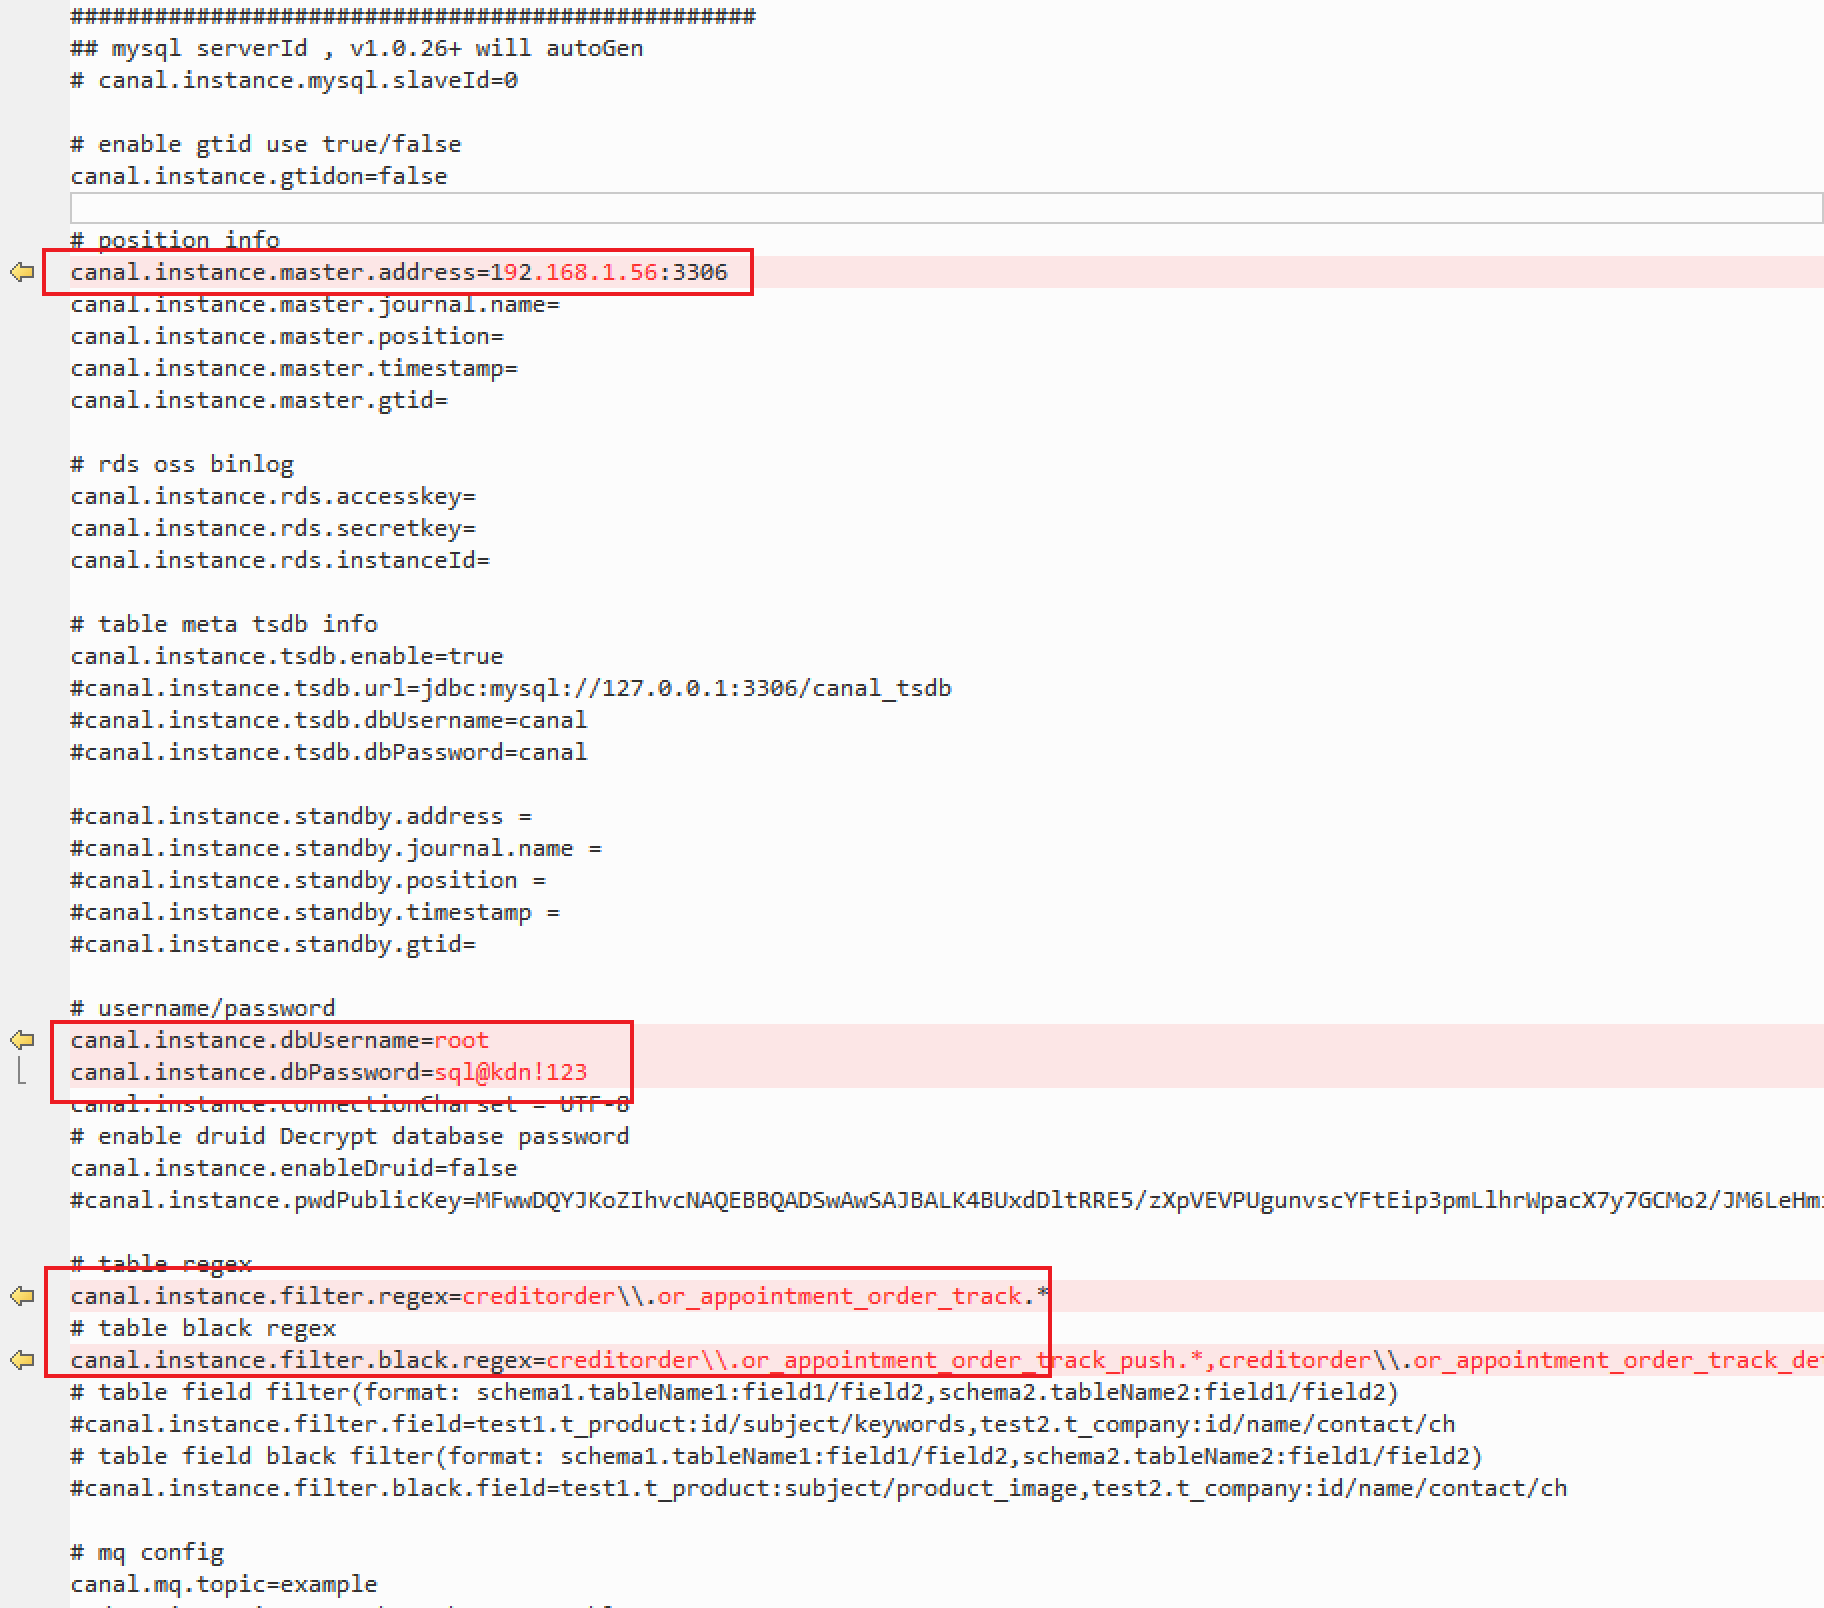 #################################################
## mysql serverId , v1.0.26+ will autoGen
# canal.instance.mysql.slaveId=0
# enable gtid use true/false
canal.instance.gtidon=false
# position info
canal.instance.master.address=192.168.1.56:3306
canal.instance.master.journal.name=
canal.instance.master.position=
canal.instance.master.timestamp=
canal.instance.master.gtid=
# rds oss binlog
canal.instance.rds.accesskey=
canal.instance.rds.secretkey=
canal.instance.rds.instanceId=
# table meta tsdb info
canal.instance.tsdb.enable=true
#canal.instance.tsdb.url=jdbc:mysql://127.0.0.1:3306/canal_tsdb
#canal.instance.tsdb.dbUsername=canal
#canal.instance.tsdb.dbPassword=canal
#canal.instance.standby.address =
#canal.instance.standby.journal.name =
#canal.instance.standby.position =
#canal.instance.standby.timestamp =
#canal.instance.standby.gtid=
# username/password
canal.instance.dbUsername=root
canal.instance.dbPassword=sql@kdn!123
canal.instance.connectionCharset = UTF-8
# enable druid Decrypt database password
canal.instance.enableDruid=false
#canal.instance.pwdPublicKey=MFwwDQYJKoZIhvcNAQEBBQADSwAwSAJBALK4BUxdDltRRE5/zXpVEVPUgunvscYFtEip3pmLlhrWpacX7y7GCMo2/JM6LeHm
# table regex
canal.instance.filter.regex=creditorder\\.or_appointment_order_track.*
# table black regex
canal.instance.filter.black.regex=creditorder\\.or_appointment_order_track_push.*,creditorder\\.or_appointment_order_track_de
# table field filter(format: schema1.tableName1:field1/field2,schema2.tableName2:field1/field2)
#canal.instance.filter.field=test1.t_product:id/subject/keywords,test2.t_company:id/name/contact/ch
# table field black filter(format: schema1.tableName1:field1/field2,schema2.tableName2:field1/field2)
#canal.instance.filter.black.field=test1.t_product:subject/product_image,test2.t_company:id/name/contact/ch
# mq config
canal.mq.topic=example